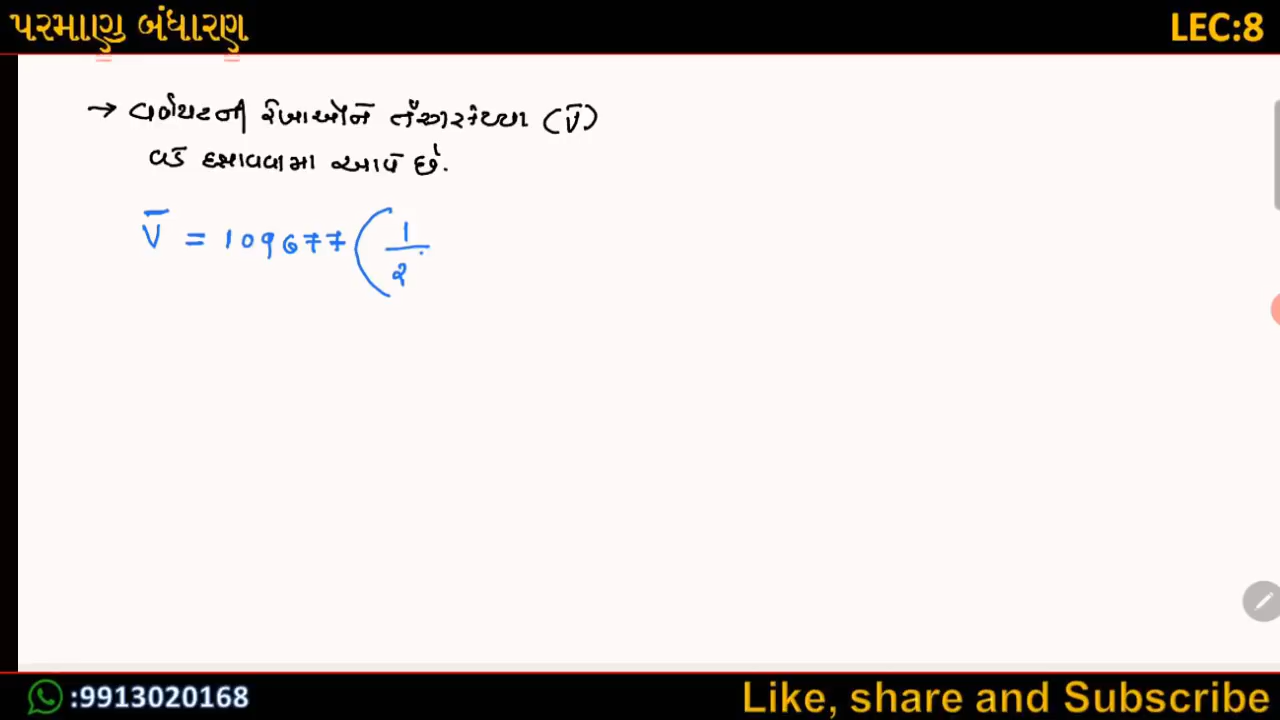 પરમાણુ બંધારણ
LEC:8
→ વર્ણપટની રેખાઓને તરંગસંખ્યા (v̅)
વડે દર્શાવવામાં આવે છે.
v̅ = 109677 ( 1/2
:9913020168
Like, share and Subscribe